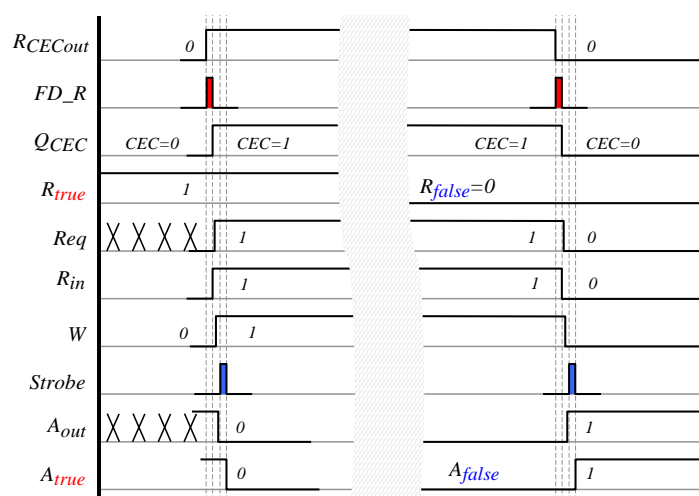 R_CECout 0 0
FD_R
Q_CEC CEC=0 CEC=1 CEC=1 CEC=0
R_true 1 R_false=0
Req 1 1 0
R_in 1 1 0
W 0 1
Strobe
A_out 0 1
A_true 0 A_false 1